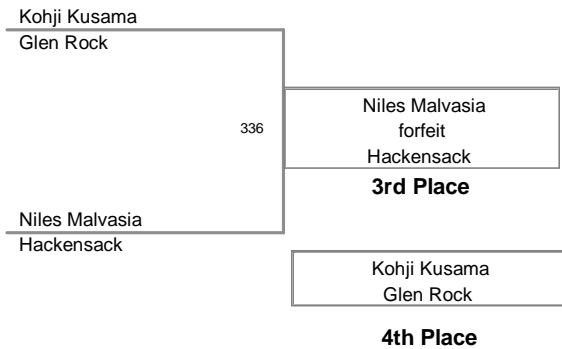 Kohji Kusama
Glen Rock
336
Niles Malvasia
forfeit
Hackensack
3rd Place
Niles Malvasia
Hackensack
Kohji Kusama
Glen Rock
4th Place